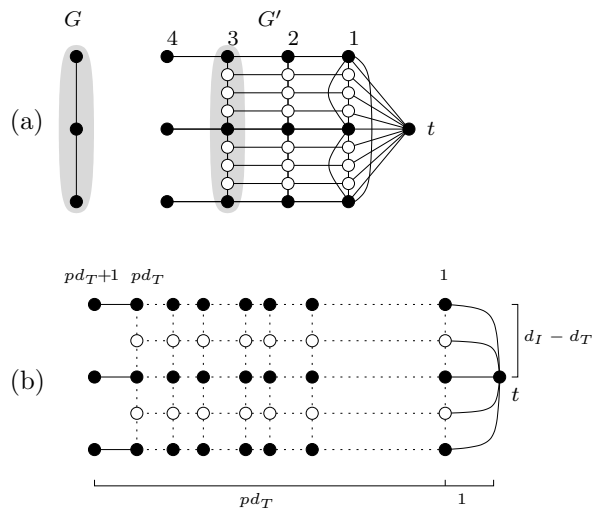 G G′
4 3 2 1
(a)
t
pd_T+1 pd_T 1
d_I − d_T
(b)
t
pd_T 1